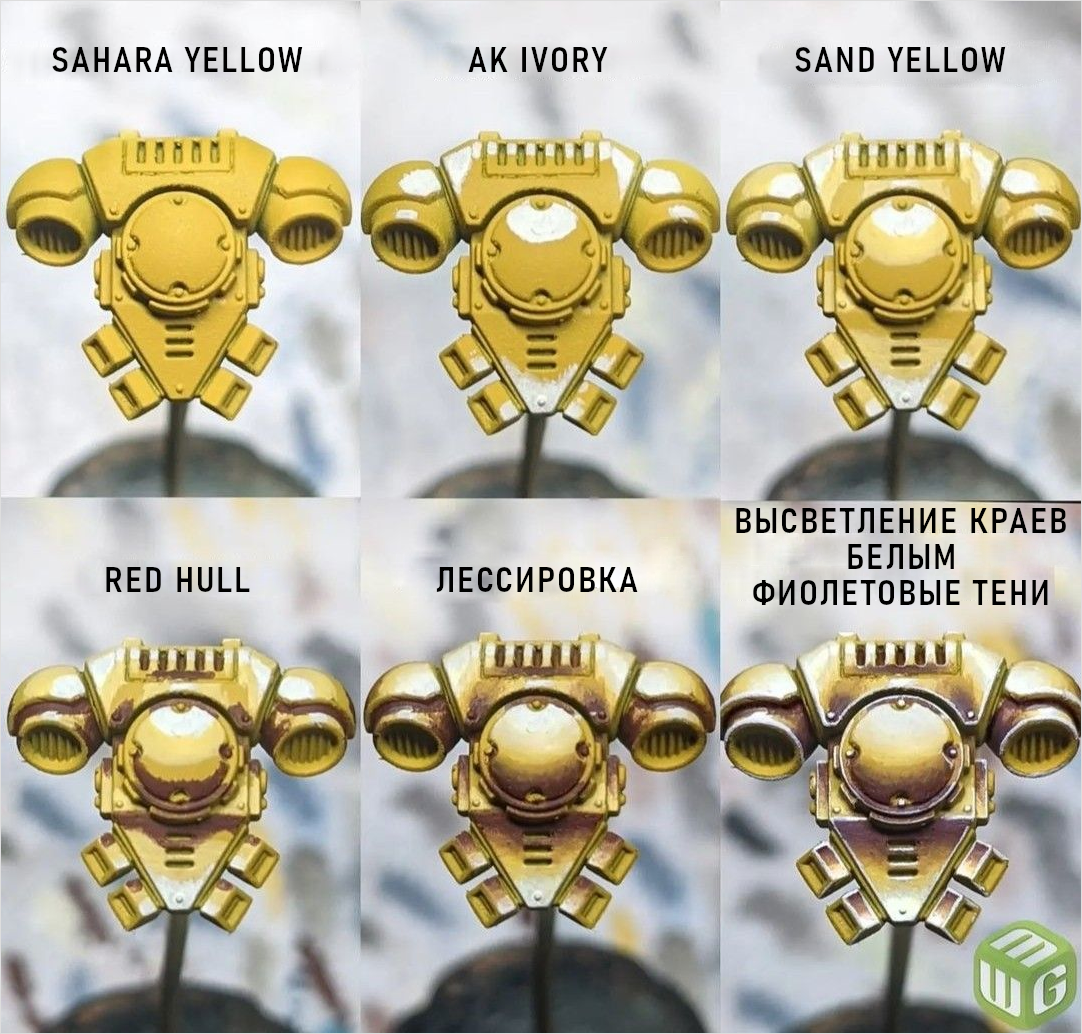 SAHARA YELLOW
AK IVORY
SAND YELLOW
RED HULL
ЛЕССИРОВКА
ВЫСВЕТЛЕНИЕ КРАЕВ
БЕЛЫМ
ФИОЛЕТОВЫЕ ТЕНИ
MWG